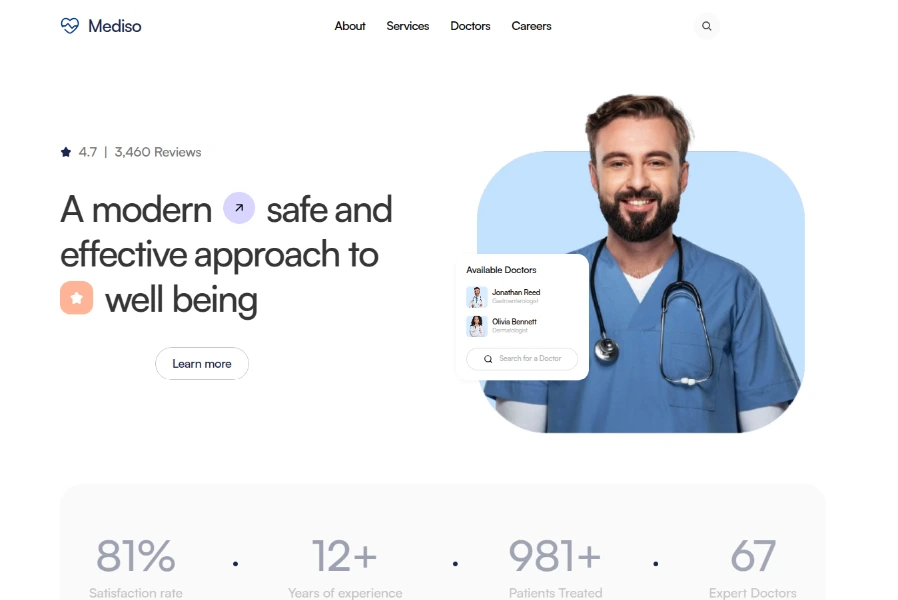 Mediso
About Services Doctors Careers
4.7 | 3,460 Reviews
A modern safe and
effective approach to
well being
Learn more
Available Doctors
Jonathan Reed
Gastroenterologist
Olivia Bennett
Dermatologist
Search for a Doctor
81% 12+ 981+ 67
Satisfaction rate Years of experience Patients Treated Expert Doctors